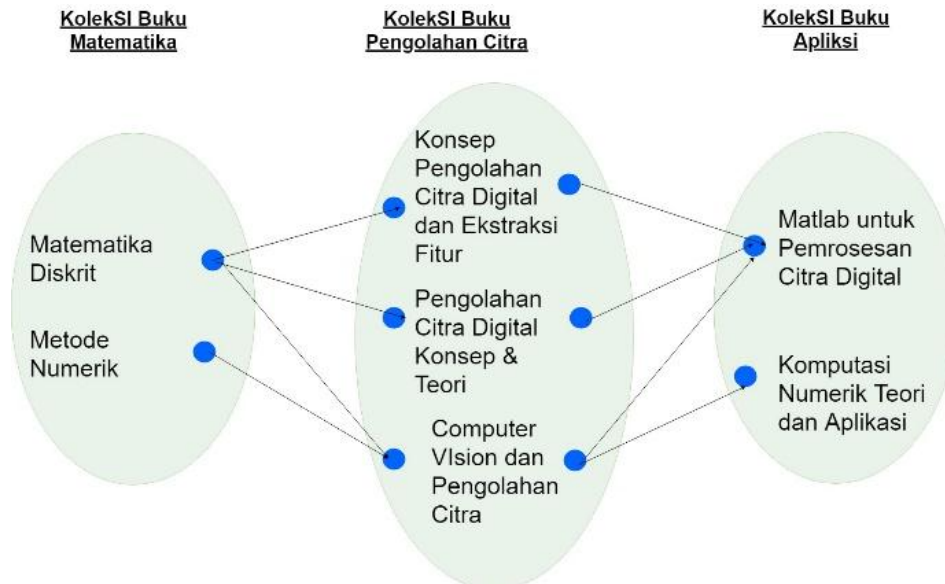 KolekSI Buku
Matematika
KolekSI Buku
Pengolahan Citra
KolekSI Buku
Apliksi
Matematika
Diskrit
Metode
Numerik
Konsep
Pengolahan
Citra Digital
dan Ekstraksi
Fitur
Pengolahan
Citra Digital
Konsep &
Teori
Computer
VIsion dan
Pengolahan
Citra
Matlab untuk
Pemrosesan
Citra Digital
Komputasi
Numerik Teori
dan Aplikasi